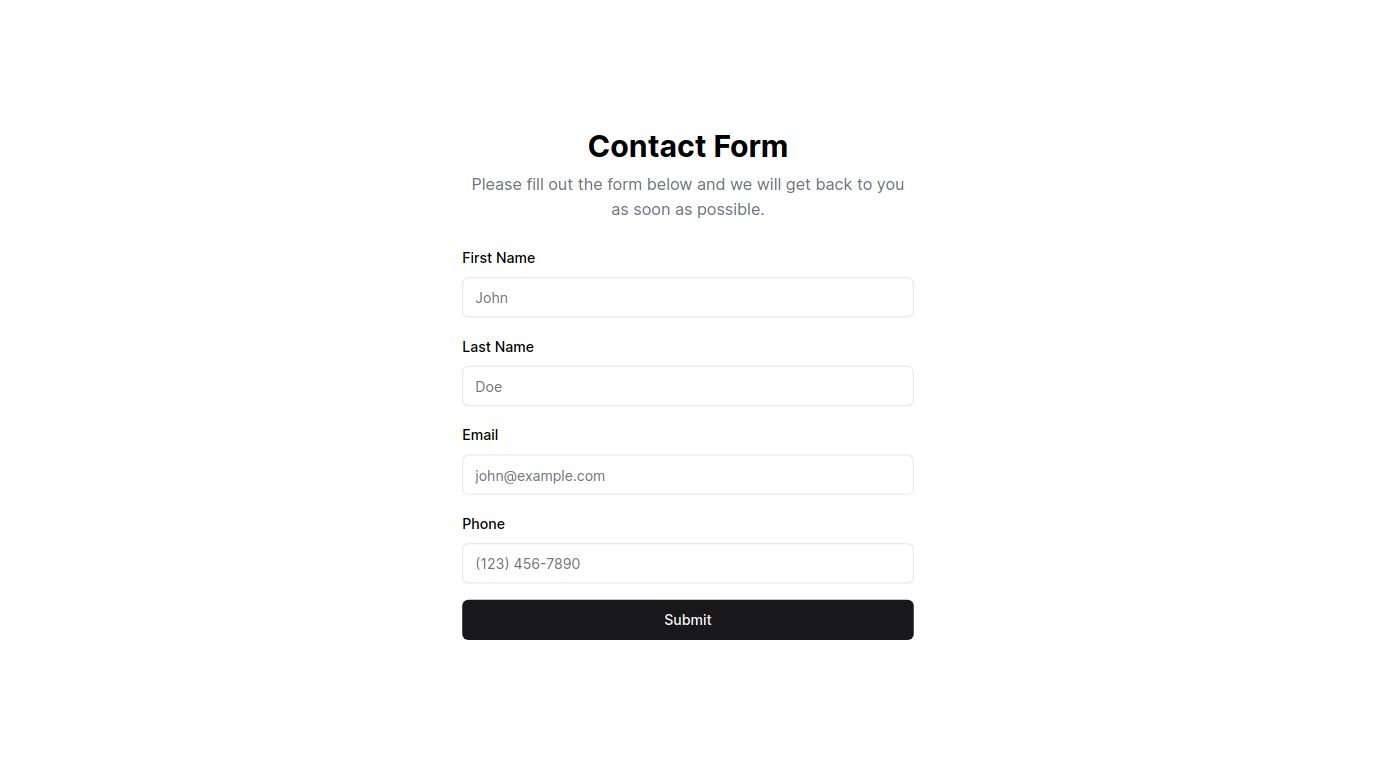 Contact Form
Please fill out the form below and we will get back to you
as soon as possible.
First Name
John
Last Name
Doe
Email
john@example.com
Phone
(123) 456-7890
Submit